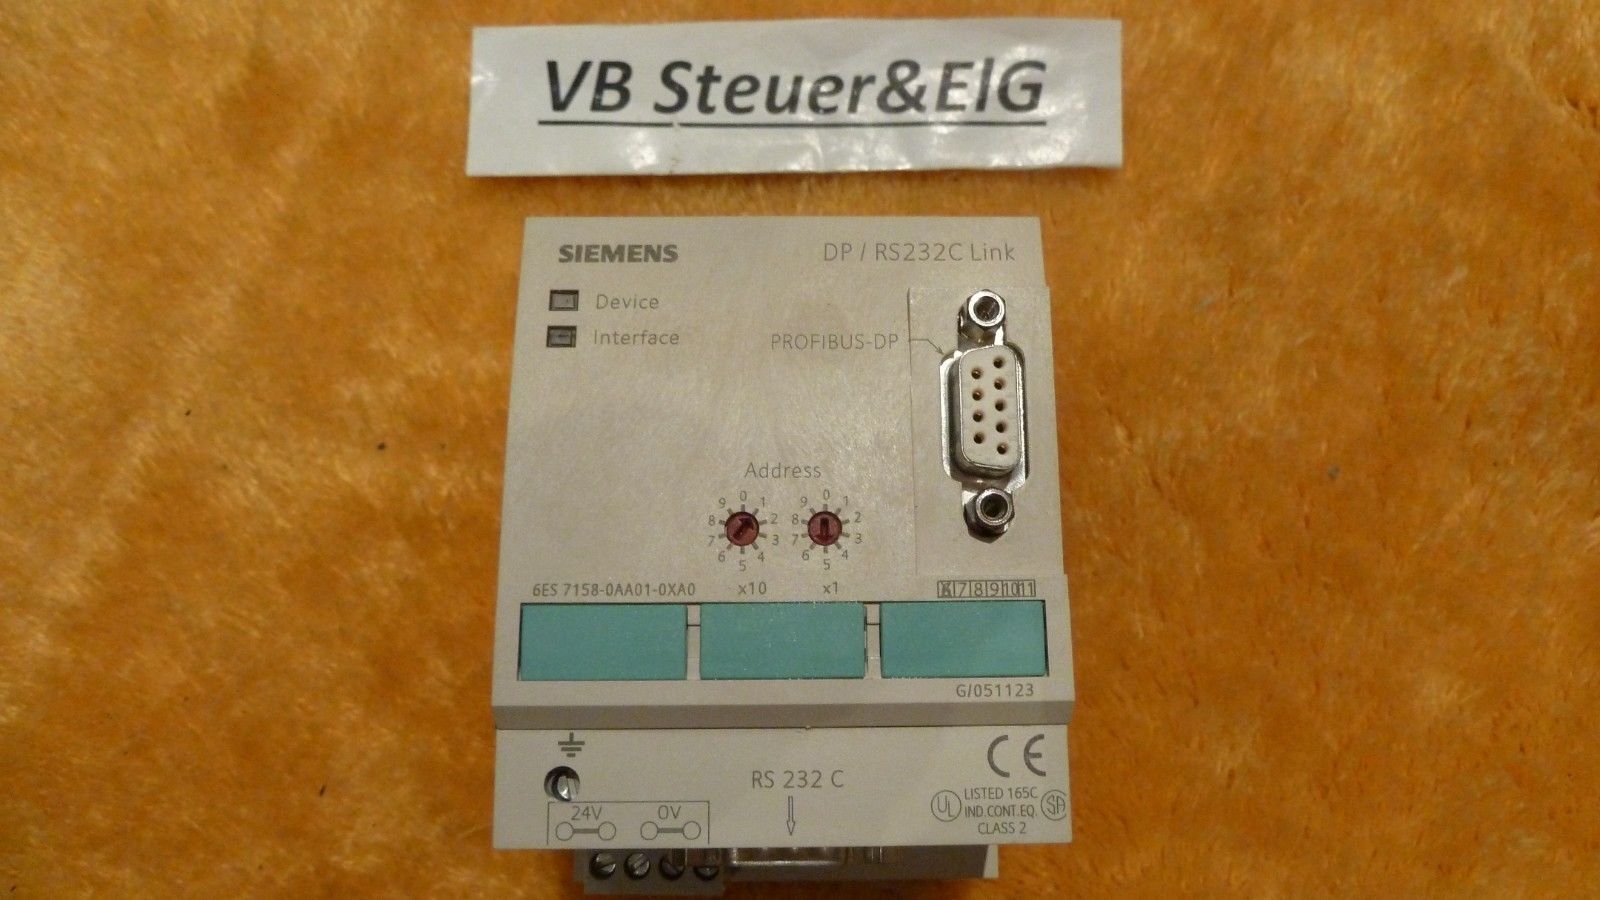 VB Steuer&ElG
SIEMENS DP / RS232C Link
Device
Interface
PROFIBUS-DP
Address
0 1 2 3 4 5 6 7 8 9
0 1 2 3 4 5 6 7 8 9
6ES 7158-0AA01-0XA0 x10 x1 7 8 9 10 11
G/051123
CE
RS 232 C
24V 0V
UL LISTED 165C SA
IND.CONT.EQ.
CLASS 2